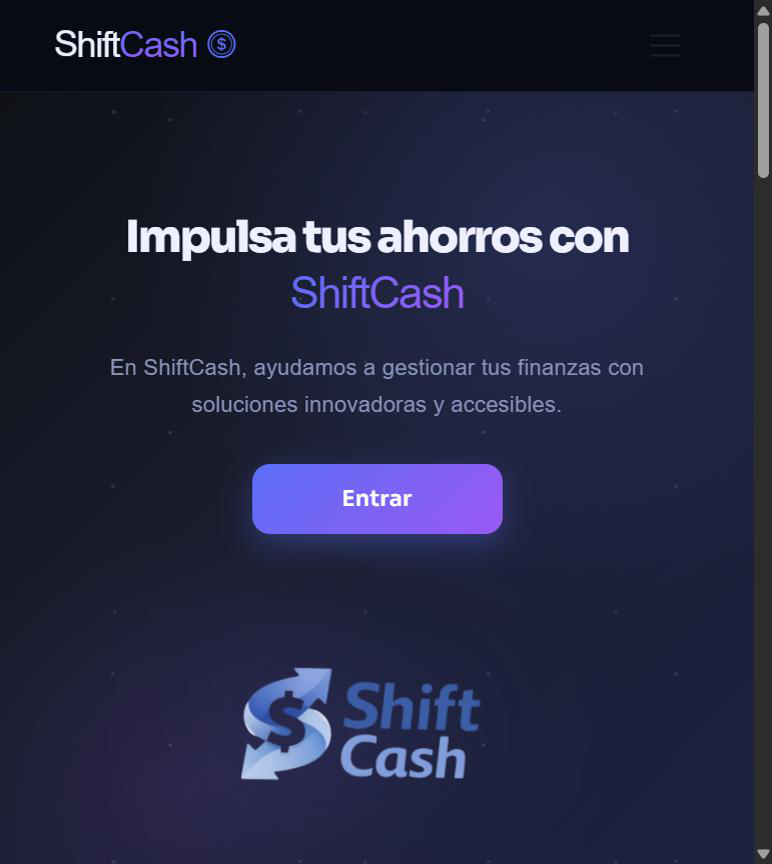 ShiftCash $
Impulsa tus ahorros con
ShiftCash
En ShiftCash, ayudamos a gestionar tus finanzas con
soluciones innovadoras y accesibles.
Entrar
$ Shift
Cash